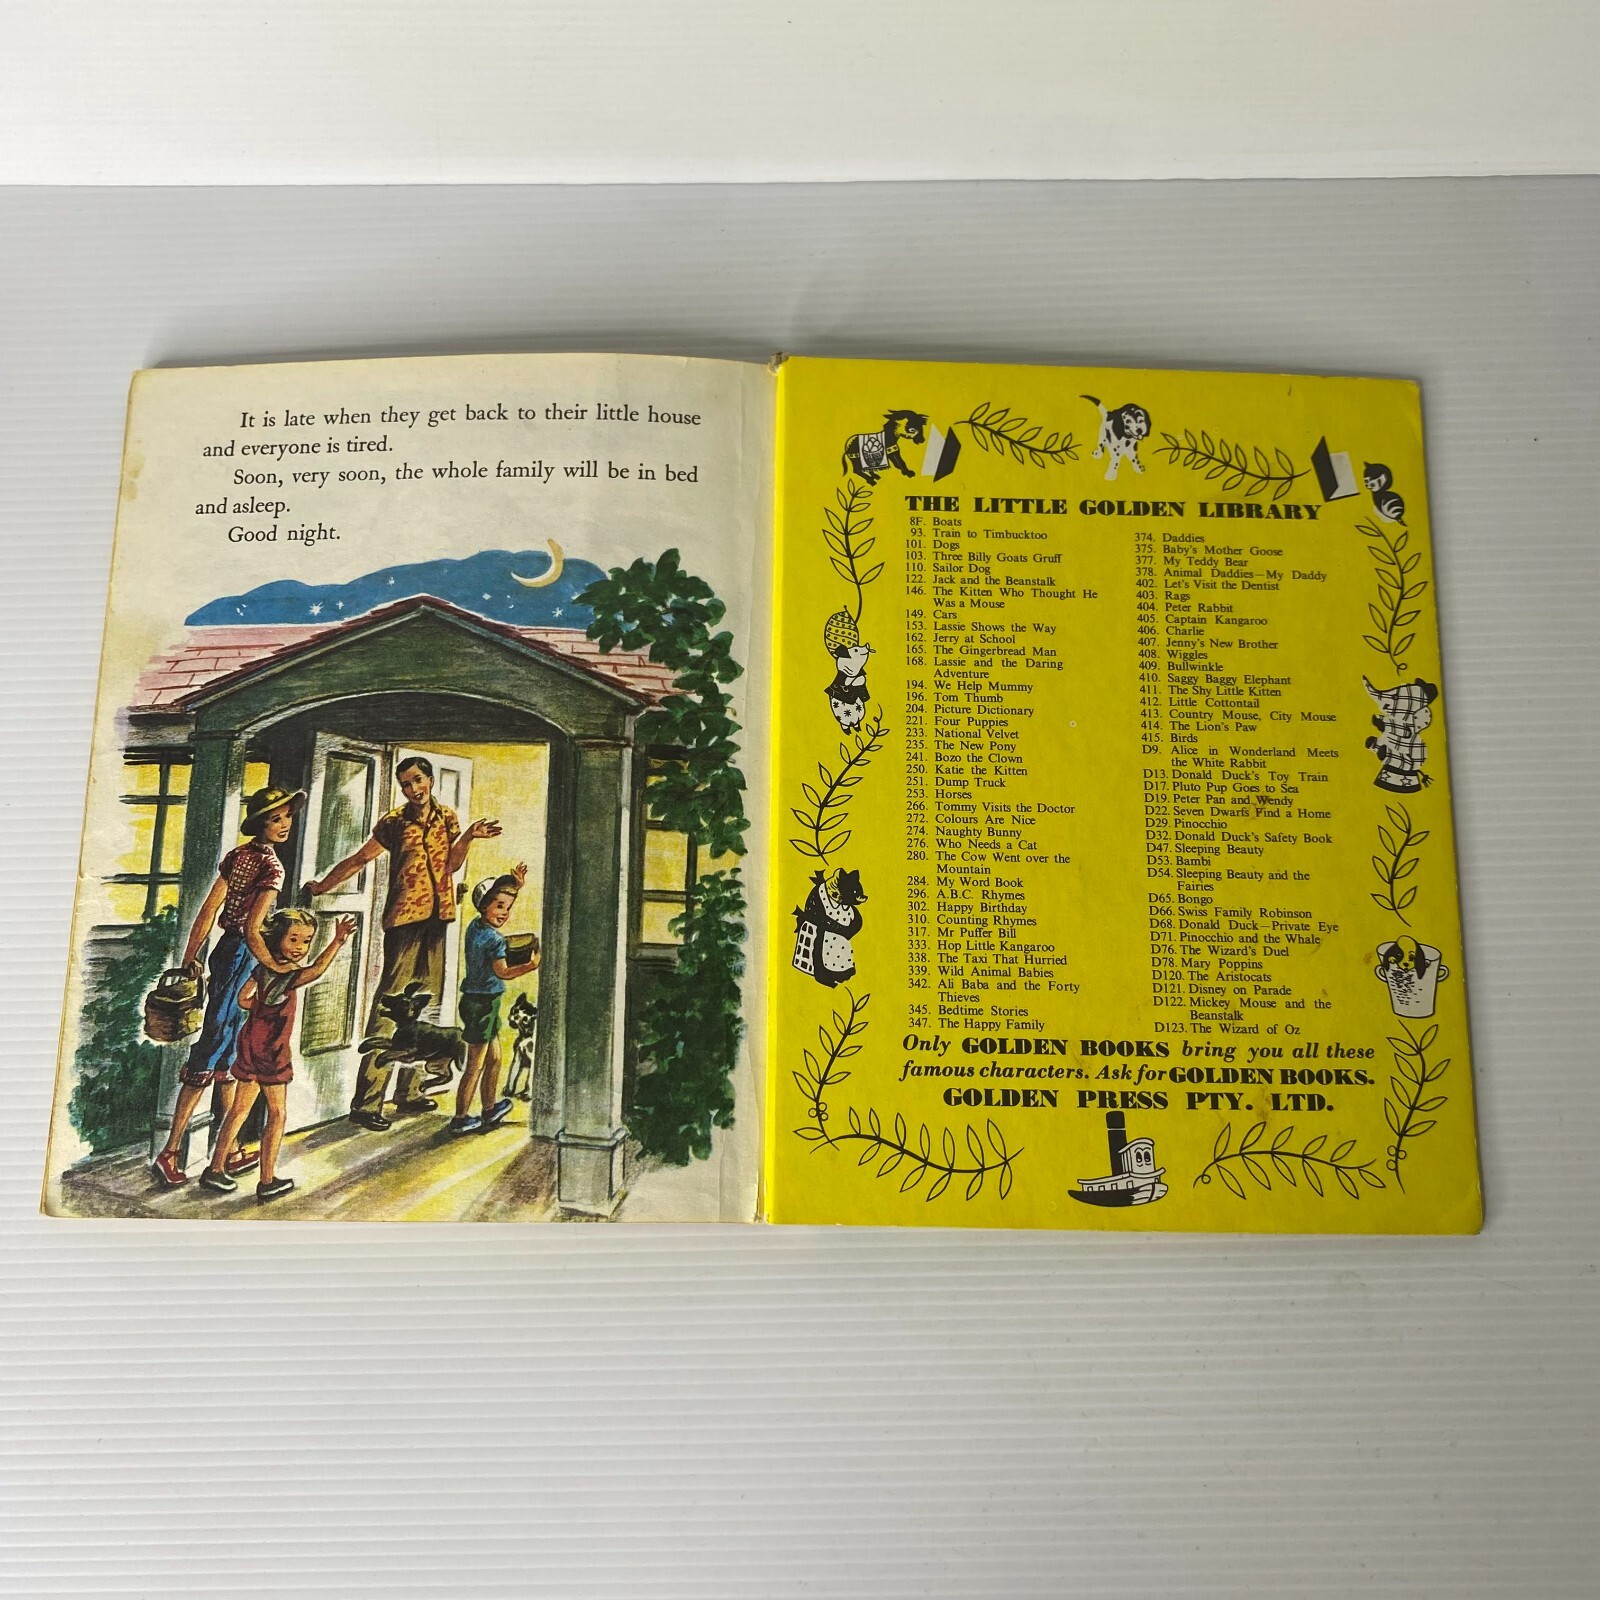 It is late when they get back to their little house
and everyone is tired.
Soon, very soon, the whole family will be in bed
and asleep.
Good night.
THE LITTLE GOLDEN LIBRARY
8F. Boats
93. Train to Timbucktoo
101. Dogs
103. Three Billy Goats Gruff
110. Sailor Dog
122. Jack and the Beanstalk
146. The Kitten Who Thought He
Was a Mouse
149. Cars
153. Lassie Shows the Way
162. Jerry at School
165. The Gingerbread Man
168. Lassie and the Daring
Adventure
194. We Help Mummy
196. Tom Thumb
204. Picture Dictionary
221. Four Puppies
233. National Velvet
235. The New Pony
241. Bozo the Clown
250. Katie the Kitten
251. Dump Truck
253. Horses
266. Tommy Visits the Doctor
272. Colours Are Nice
274. Naughty Bunny
276. Who Needs a Cat
280. The Cow Went over the
Mountain
284. My Word Book
296. A.B.C. Rhymes
302. Happy Birthday
310. Counting Rhymes
317. Mr Puffer Bill
333. Hop Little Kangaroo
338. The Taxi That Hurried
339. Wild Animal Babies
342. Ali Baba and the Forty
Thieves
345. Bedtime Stories
347. The Happy Family
374. Daddies
375. Baby's Mother Goose
377. My Teddy Bear
378. Animal Daddies—My Daddy
402. Let's Visit the Dentist
403. Rags
404. Peter Rabbit
405. Captain Kangaroo
406. Charlie
407. Jenny's New Brother
408. Wiggles
409. Bullwinkle
410. Saggy Baggy Elephant
411. The Shy Little Kitten
412. Little Cottontail
413. Country Mouse, City Mouse
414. The Lion's Paw
415. Birds
D9. Alice in Wonderland Meets
the White Rabbit
D13. Donald Duck's Toy Train
D17. Pluto Pup Goes to Sea
D19. Peter Pan and Wendy
D22. Seven Dwarfs Find a Home
D29. Pinocchio
D32. Donald Duck's Safety Book
D47. Sleeping Beauty
D53. Bambi
D54. Sleeping Beauty and the
Fairies
D65. Bongo
D66. Swiss Family Robinson
D68. Donald Duck—Private Eye
D71. Pinocchio and the Whale
D76. The Wizard's Duel
D78. Mary Poppins
D120. The Aristocats
D121. Disney on Parade
D122. Mickey Mouse and the
Beanstalk
D123. The Wizard of Oz
Only GOLDEN BOOKS bring you all these
famous characters. Ask for GOLDEN BOOKS.
GOLDEN PRESS PTY. LTD.